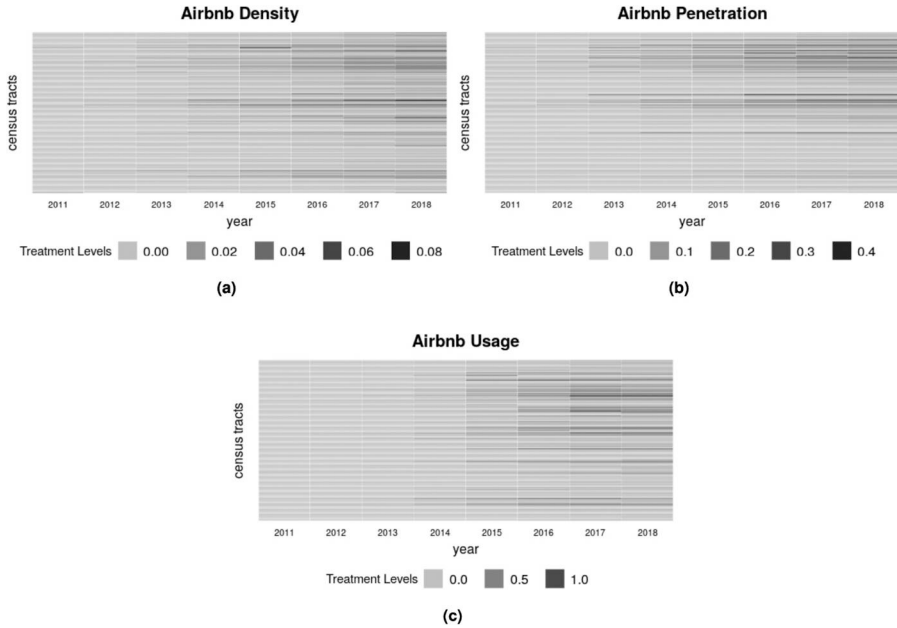 Airbnb Density
census tracts
2011 2012 2013 2014 2015 2016 2017 2018
year
Treatment Levels 0.00 0.02 0.04 0.06 0.08
(a)
Airbnb Penetration
census tracts
2011 2012 2013 2014 2015 2016 2017 2018
year
Treatment Levels 0.0 0.1 0.2 0.3 0.4
(b)
Airbnb Usage
census tracts
2011 2012 2013 2014 2015 2016 2017 2018
year
Treatment Levels 0.0 0.5 1.0
(c)